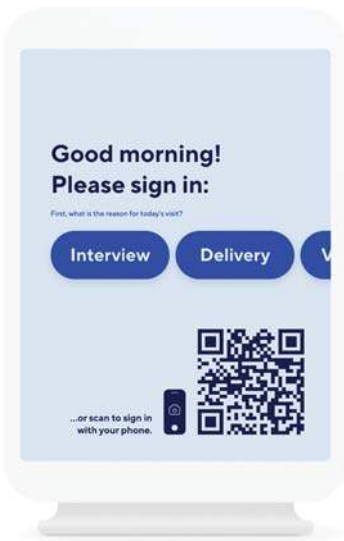 Good morning!
Please sign in:
First, what is the reason for today's visit?
Interview
Delivery
V
...or scan to sign in
with your phone.